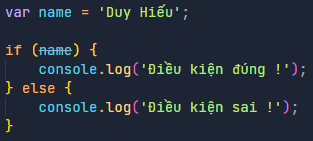 var name = 'Duy Hiếu';
if (name) {
console.log('Điều kiện đúng !');
} else {
console.log('Điều kiện sai !');
}